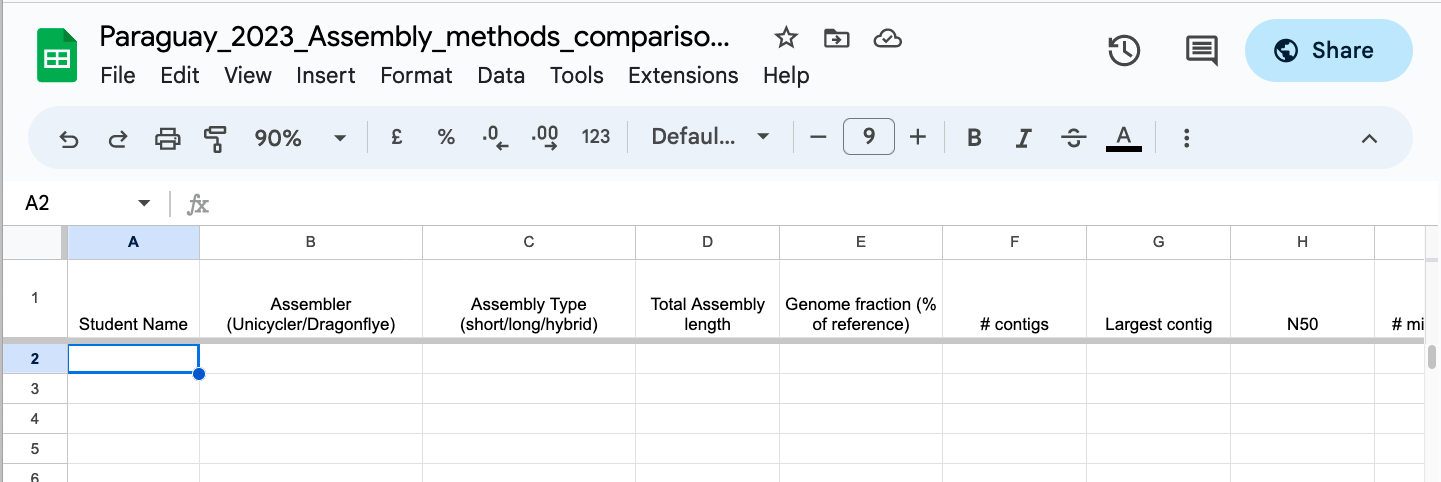 Paraguay_2023_Assembly_methods_compariso...
File Edit View Insert Format Data Tools Extensions Help
Share
90% £ % .0 .00 123 Defaul... 9 B I S A
A2 fx
A B C D E F G H
1 Student Name Assembler (Unicycler/Dragonflye) Assembly Type (short/long/hybrid) Total Assembly length Genome fraction (% of reference) # contigs Largest contig N50 # mi
2
3
4
5
6